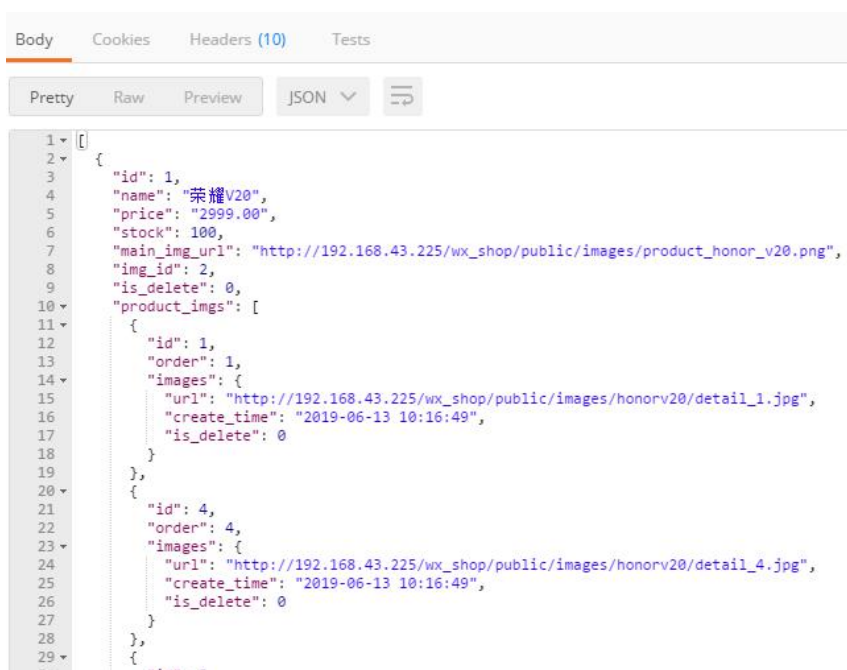 Body Cookies Headers (10) Tests
Pretty Raw Preview JSON
1 [
2 {
3 "id": 1,
4 "name": "荣耀V20",
5 "price": "2999.00",
6 "stock": 100,
7 "main_img_url": "http://192.168.43.225/wx_shop/public/images/product_honor_v20.png",
8 "img_id": 2,
9 "is_delete": 0,
10 "product_imgs": [
11 {
12 "id": 1,
13 "order": 1,
14 "images": {
15 "url": "http://192.168.43.225/wx_shop/public/images/honorv20/detail_1.jpg",
16 "create_time": "2019-06-13 10:16:49",
17 "is_delete": 0
18 }
19 },
20 {
21 "id": 4,
22 "order": 4,
23 "images": {
24 "url": "http://192.168.43.225/wx_shop/public/images/honorv20/detail_4.jpg",
25 "create_time": "2019-06-13 10:16:49",
26 "is_delete": 0
27 }
28 },
29 {